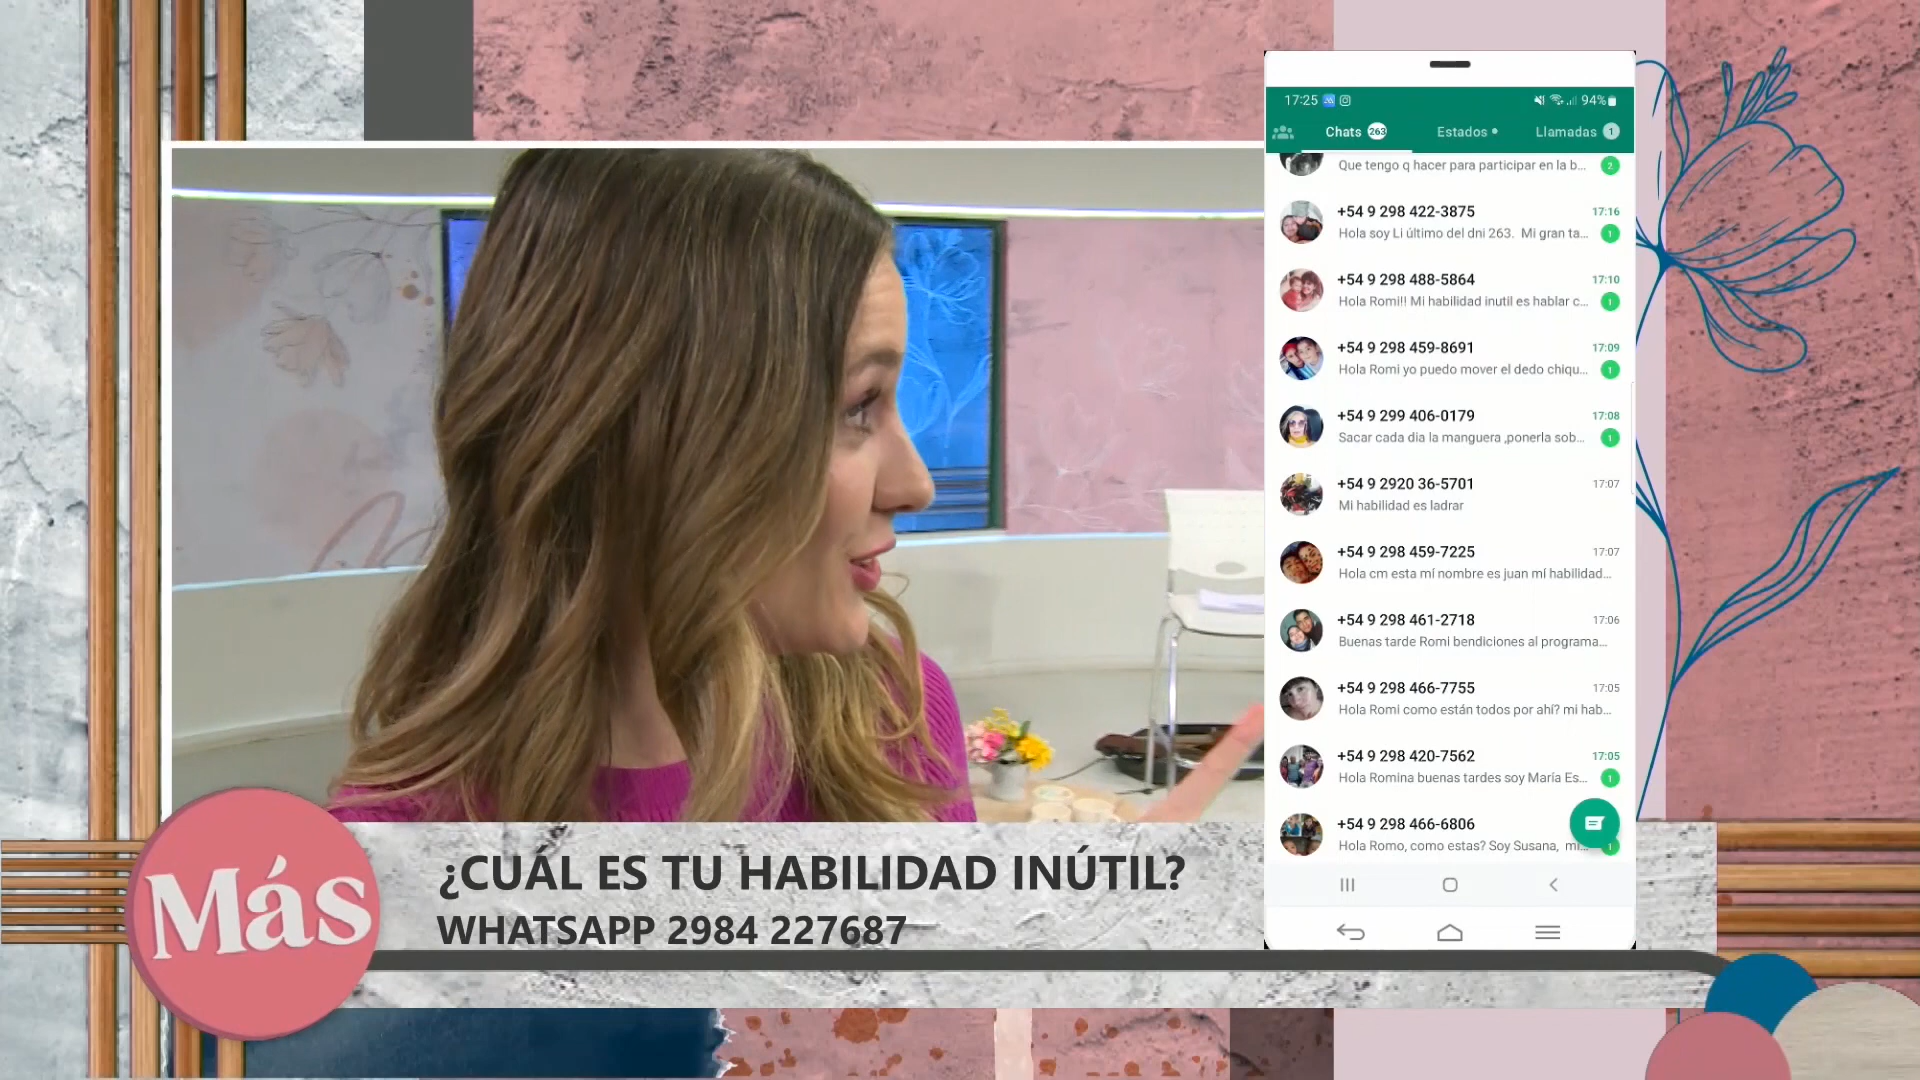 17:25
94%
Chats 263
Estados
Llamadas 1
Que tengo q hacer para participar en la b...
2
+54 9 298 422-3875
17:16
Hola soy Li último del dni 263. Mi gran ta...
1
+54 9 298 488-5864
17:10
Hola Romi!! Mi habilidad inutil es hablar c...
1
+54 9 298 459-8691
17:09
Hola Romi yo puedo mover el dedo chiqu...
1
+54 9 299 406-0179
17:08
Sacar cada dia la manguera ,ponerla sob...
1
+54 9 2920 36-5701
17:07
Mi habilidad es ladrar
+54 9 298 459-7225
17:07
Hola cm esta mí nombre es juan mí habilidad...
+54 9 298 461-2718
17:06
Buenas tarde Romi bendiciones al programa...
+54 9 298 466-7755
17:05
Hola Romi como están todos por ahí? mi hab...
+54 9 298 420-7562
17:05
Hola Romina buenas tardes soy María Es...
1
+54 9 298 466-6806
Hola Romo, como estas? Soy Susana, mi...
1
Más
¿CUÁL ES TU HABILIDAD INÚTIL?
WHATSAPP 2984 227687